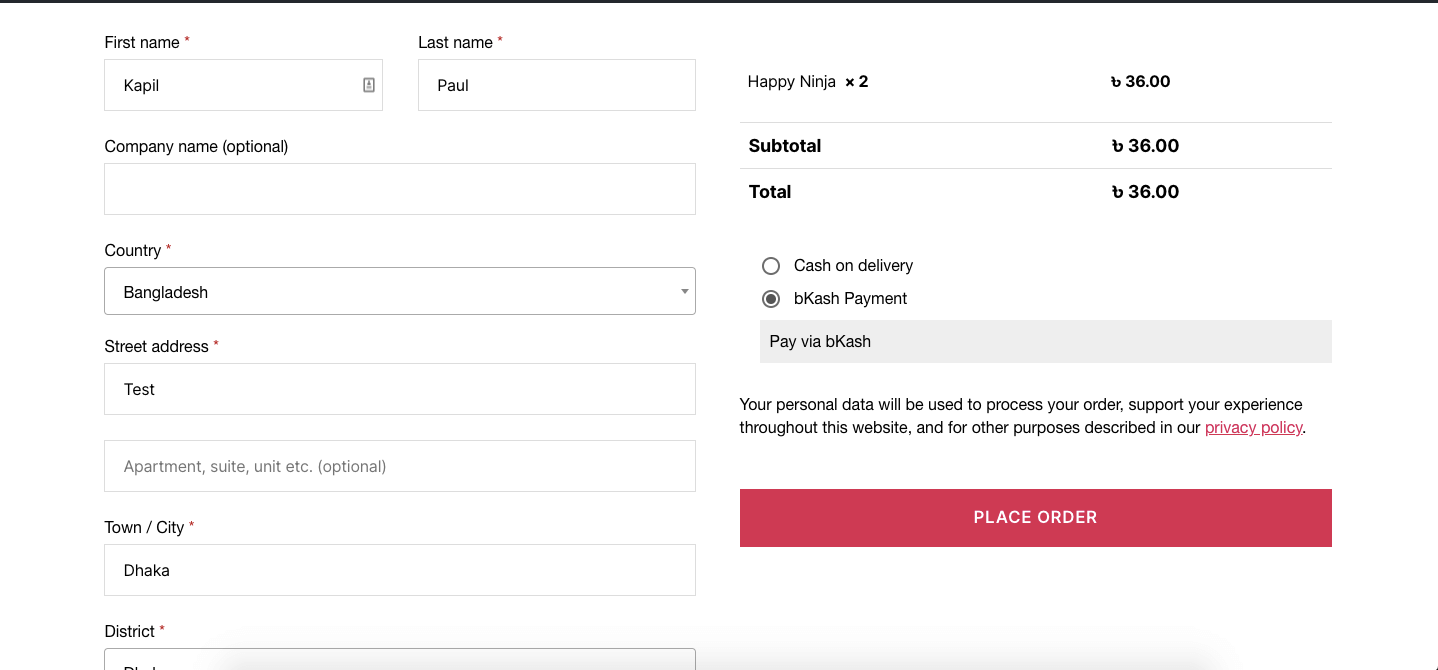 First name *
Last name *
Kapil
Paul
Company name (optional)
Country *
Bangladesh
Street address *
Test
Apartment, suite, unit etc. (optional)
Town / City *
Dhaka
District *
Happy Ninja × 2
৳ 36.00
Subtotal
৳ 36.00
Total
৳ 36.00
Cash on delivery
bKash Payment
Pay via bKash
Your personal data will be used to process your order, support your experience
throughout this website, and for other purposes described in our privacy policy.
PLACE ORDER